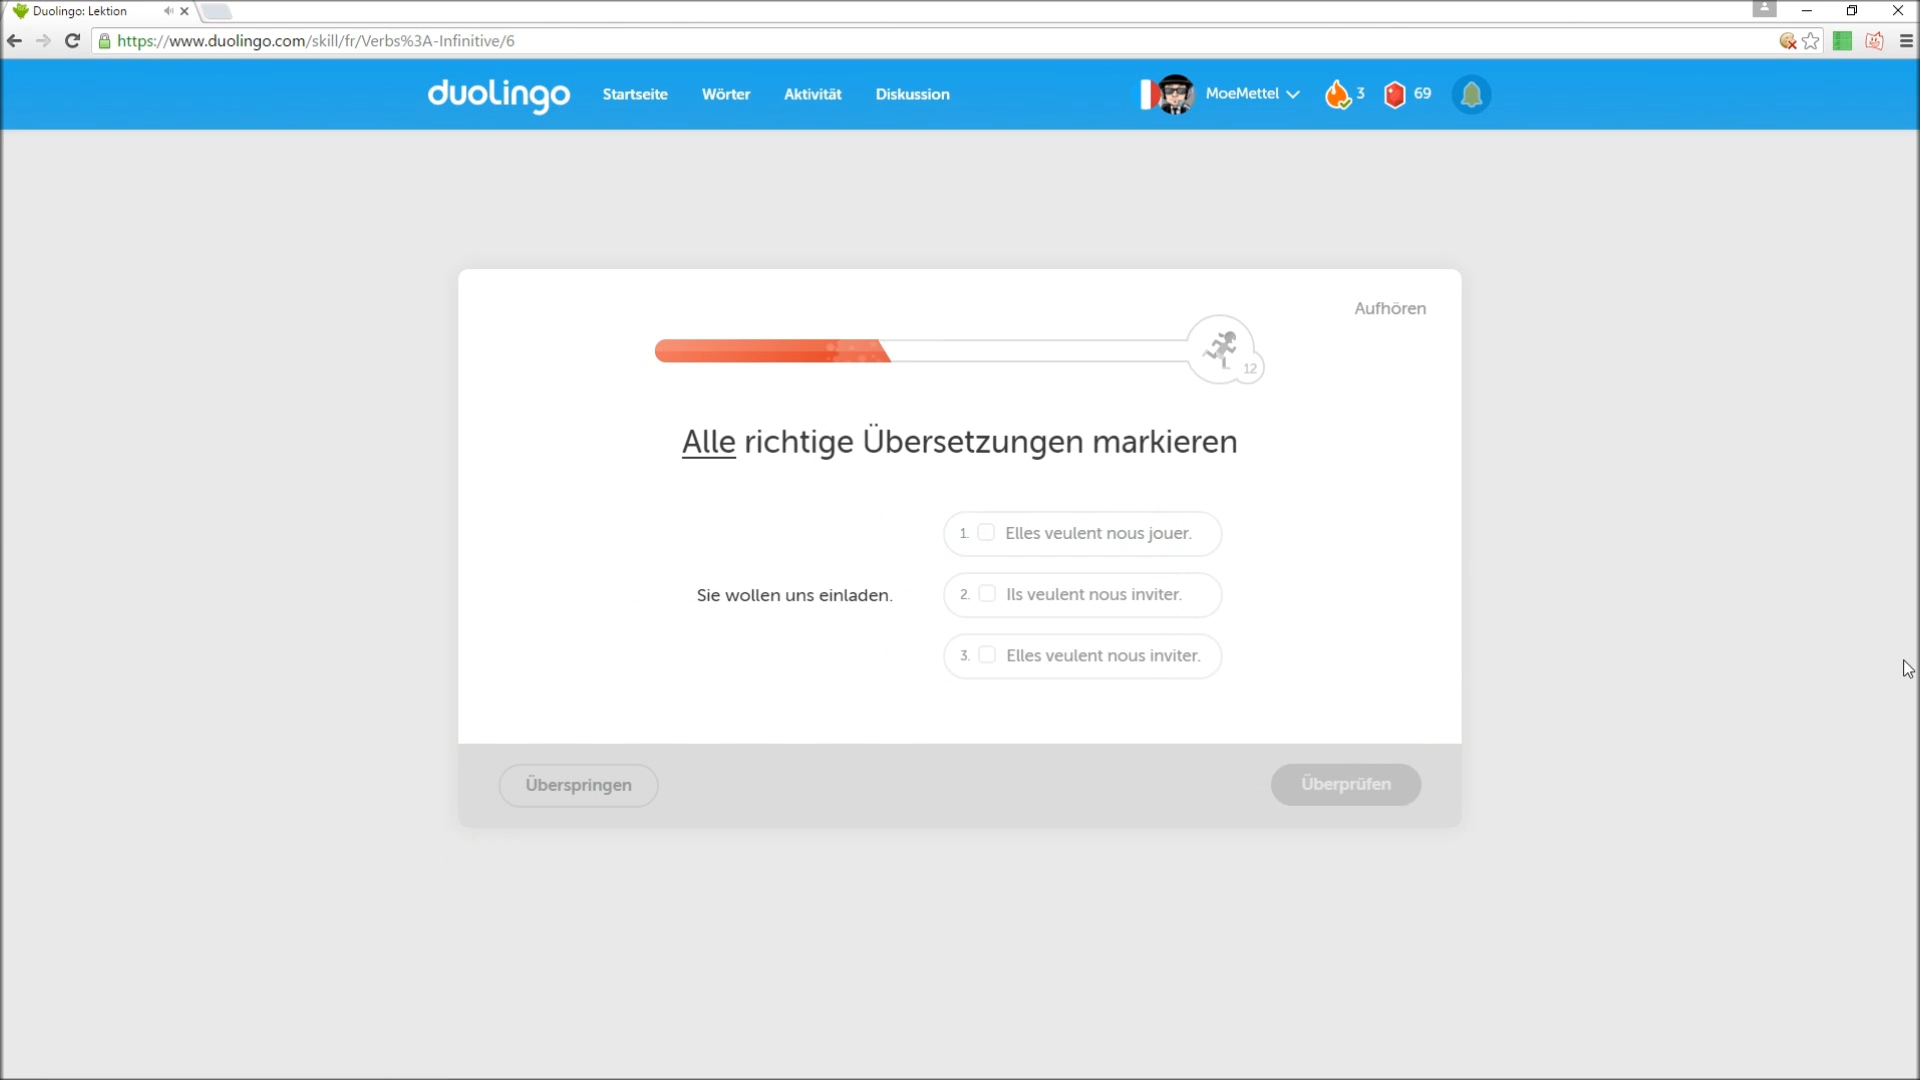 Duolingo: Lektion
https://www.duolingo.com/skill/fr/Verbs%3A-Infinitive/6
duolingo Startseite Wörter Aktivität Diskussion MoeMettel 3 69
Aufhören
12
Alle richtige Übersetzungen markieren
Sie wollen uns einladen.
1. Elles veulent nous jouer.
2. Ils veulent nous inviter.
3. Elles veulent nous inviter.
Überspringen Überprüfen